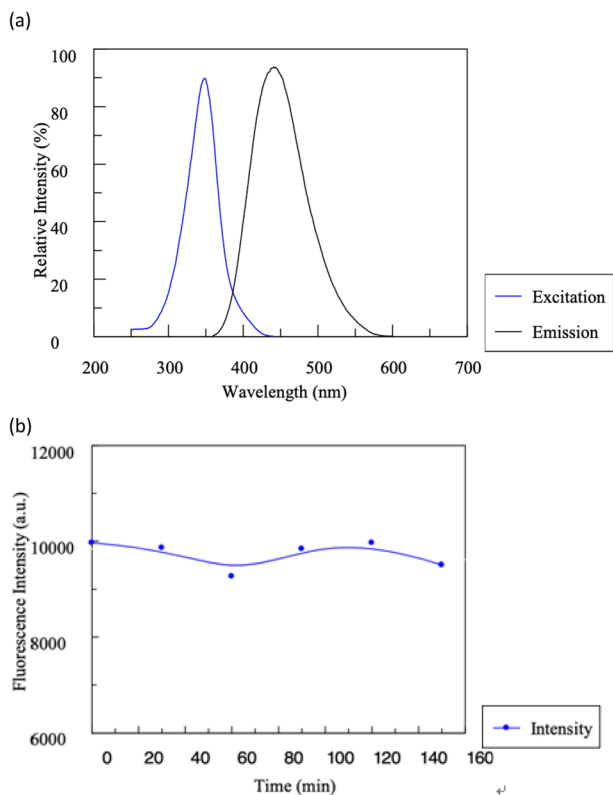 (a)
100
80
60
40
20
0
Relative Intensity (%)
200 300 400 500 600 700
Wavelength (nm)
Excitation
Emission
(b)
12000
10000
8000
6000
Fluorescence Intensity (a.u.)
0 20 40 60 80 100 120 140 160
Time (min)
Intensity
↵